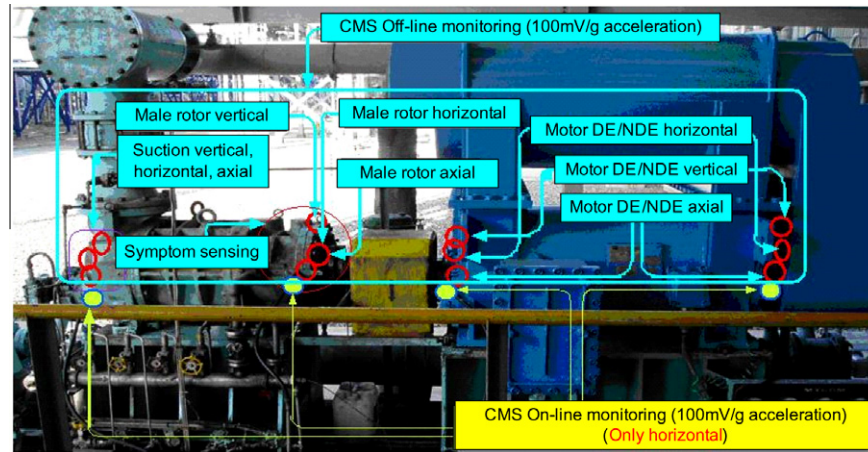 CMS Off-line monitoring (100mV/g acceleration)
Male rotor vertical
Male rotor horizontal
Motor DE/NDE horizontal
Suction vertical,
horizontal, axial
Male rotor axial
Motor DE/NDE vertical
Motor DE/NDE axial
Symptom sensing
CMS On-line monitoring (100mV/g acceleration)
(Only horizontal)